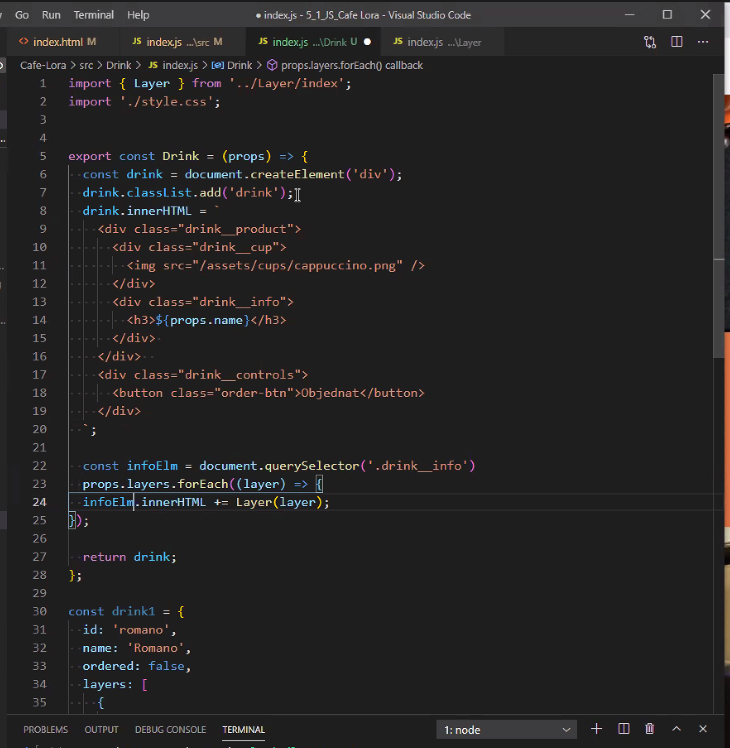 Go Run Terminal Help ● index.js - 5_1_JS_Cafe Lora - Visual Studio Code
index.html M JS index.js ...\src M JS index.js ...\Drink U ● JS index.js ...\Layer
Cafe-Lora > src > Drink > JS index.js > Drink > props.layers.forEach() callback
1 import { Layer } from '../Layer/index';
2 import './style.css';
3
4
5 export const Drink = (props) => {
6 const drink = document.createElement('div');
7 drink.classList.add('drink');
8 drink.innerHTML = `
9 <div class="drink__product">
10 <div class="drink__cup">
11 <img src="/assets/cups/cappuccino.png" />
12 </div>
13 <div class="drink__info">
14 <h3>${props.name}</h3>
15 </div>
16 </div>
17 <div class="drink__controls">
18 <button class="order-btn">Objednat</button>
19 </div>
20 `;
21
22 const infoElm = document.querySelector('.drink__info')
23 props.layers.forEach((layer) => {
24 infoElm.innerHTML += Layer(layer);
25 });
26
27 return drink;
28 };
29
30 const drink1 = {
31 id: 'romano',
32 name: 'Romano',
33 ordered: false,
34 layers: [
35 {
PROBLEMS OUTPUT DEBUG CONSOLE TERMINAL 1: node